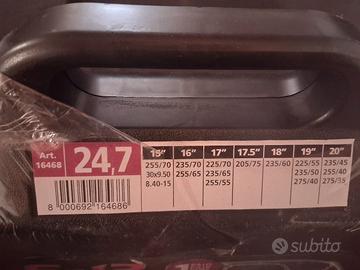 Art.
16468
24,7
15" 16" 17" 17.5" 18" 19" 20"
255/70 235/70 225/70 205/75 235/60 225/55 235/45
30x9.50 255/65 235/65 235/50 255/40
8.40-15 255/55 275/40 275/35
8 000692 164686
subito